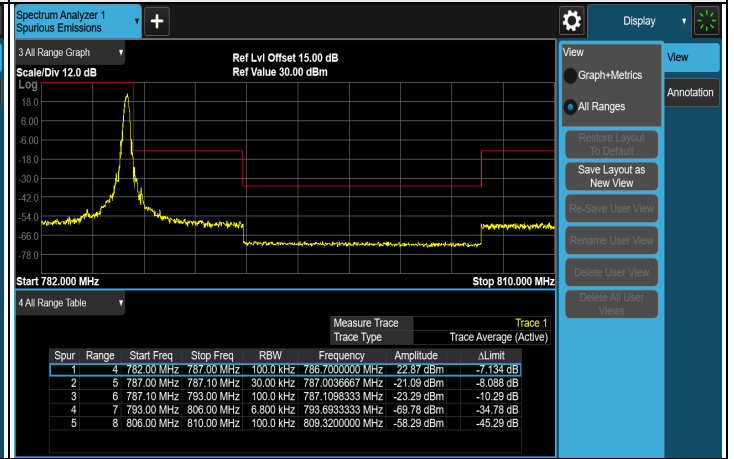 Spectrum Analyzer 1
Spurious Emissions
Display
3 All Range Graph
Ref Lvl Offset 15.00 dB
Scale/Div 12.0 dB
Ref Value 30.00 dBm
Log
18.0
6.00
-6.00
-18.0
-30.0
-42.0
-54.0
-66.0
-78.0
Start 782.000 MHz
Stop 810.000 MHz
4 All Range Table
Measure Trace Trace 1
Trace Type Trace Average (Active)
Spur Range Start Freq Stop Freq RBW Frequency Amplitude ΔLimit
1 4 782.00 MHz 787.00 MHz 100.0 kHz 786.7000000 MHz 22.87 dBm -7.134 dB
2 5 787.00 MHz 787.10 MHz 30.00 kHz 787.0036667 MHz -21.09 dBm -8.088 dB
3 6 787.10 MHz 793.00 MHz 100.0 kHz 787.1098333 MHz -23.29 dBm -10.29 dB
4 7 793.00 MHz 806.00 MHz 6.800 kHz 793.6933333 MHz -69.78 dBm -34.78 dB
5 8 806.00 MHz 810.00 MHz 100.0 kHz 809.3200000 MHz -58.29 dBm -45.29 dB
View
Graph+Metrics
All Ranges
Restore Layout
To Default
Save Layout as
New View
Re-Save User View
Rename User View
Delete User View
Delete All User
Views
View
Annotation